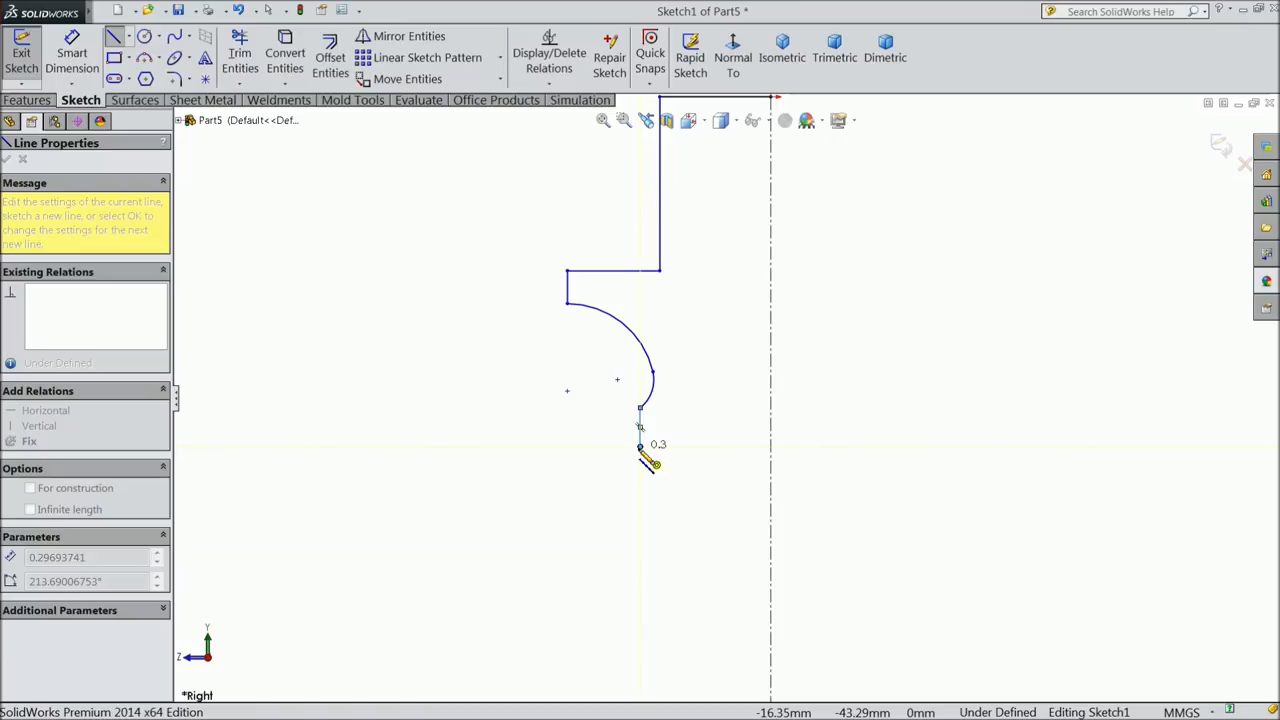 SOLIDWORKS
Sketch1 of Part5 *
Search SolidWorks Help
Exit Sketch
Smart Dimension
Trim Entities
Convert Entities
Offset Entities
Mirror Entities
Linear Sketch Pattern
Move Entities
Display/Delete Relations
Repair Sketch
Quick Snaps
Rapid Sketch
Normal To
Isometric
Trimetric
Dimetric
Features Sketch Surfaces Sheet Metal Weldments Mold Tools Evaluate Office Products Simulation
Part5 (Default<<Def...
Line Properties ?
Message
Edit the settings of the current line,
sketch a new line, or select OK to
change the settings for the next
new line.
Existing Relations
Under Defined
Add Relations
Horizontal
Vertical
Fix
Options
For construction
Infinite length
Parameters
0.29693741
213.69006753°
Additional Parameters
0.3
Y
Z
*Right
SolidWorks Premium 2014 x64 Edition
-16.35mm -43.29mm 0mm Under Defined Editing Sketch1 MMGS